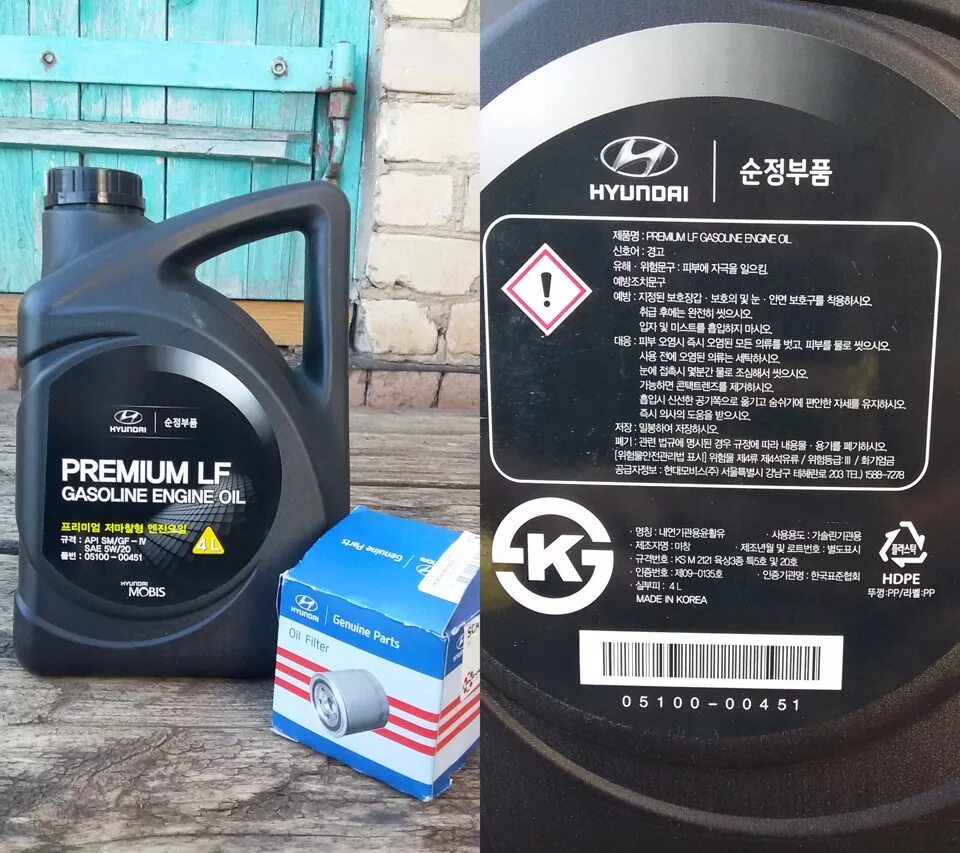 HYUNDAI 순정부품
PREMIUM LF
GASOLINE ENGINE OIL
프리미엄 저마찰형 엔진오일
규격 : API SM/GF-Ⅳ
SAE 5W/20
품번 : 05100-00451
4L
HYUNDAI
MOBIS
Genuine Parts
HYUNDAI
Genuine Parts
HYUNDAI
Genuine Parts
Oil Filter
HYUNDAI 순정부품
제품명 : PREMIUM LF GASOLINE ENGINE OIL
신호어 : 경고
유해ㆍ위험문구 : 피부에 자극을 일으킴.
예방조치문구
예방 : 지정된 보호장갑ㆍ보호의 및 눈ㆍ안면 보호구를 착용하시오.
취급 후에는 완전히 씻으시오.
입자 및 미스트를 흡입하지 마시오.
대응 : 피부 오염시 즉시 오염된 모든 의류를 벗고, 피부를 물로 씻으시오.
사용 전에 오염된 의류는 세탁하시오.
눈에 접촉시 몇분간 물로 조심해서 씻으시오.
가능하면 콘택트렌즈를 제거하시오.
흡입시 신선한 공기쪽으로 옮기고 숨쉬기에 편안한 자세를 유지하시오.
즉시 의사의 도움을 받으시오.
저장 : 밀봉하여 저장하시오.
폐기 : 관련 법규에 명시된 경우 규정에 따라 내용물ㆍ용기를 폐기하시오.
[위험물안전관리법 표시] 위험물 제4류 제4석유류 / 위험등급:Ⅲ / 화기엄금
공급자정보 : 현대모비스(주) 서울특별시 강남구 테헤란로 203 TEL.) 1588-7278
K
ㆍ명칭 : 내연기관용윤활유 ㆍ사용용도 : 가솔린기관용
ㆍ제조자명 : 미창 ㆍ제조년월 및 로트번호 : 별도표시
ㆍ규격번호 : KS M 2121 육상3종 특5호 및 20호
ㆍ인증번호 : 제09-0135호 ㆍ인증기관명 : 한국표준협회
ㆍ실부피 : 4 L
MADE IN KOREA
플라스틱
HDPE
뚜껑:PP/라벨:PP
05100-00451